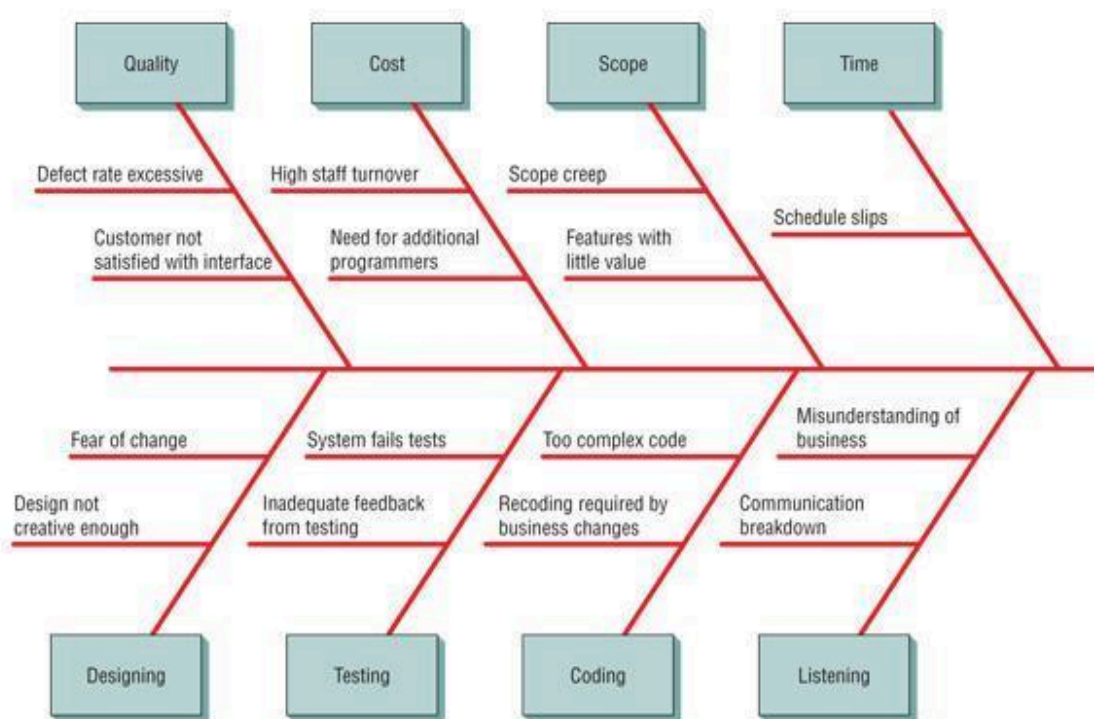 Quality
Cost
Scope
Time
Defect rate excessive
High staff turnover
Scope creep
Schedule slips
Customer not
satisfied with interface
Need for additional
programmers
Features with
little value
Fear of change
System fails tests
Too complex code
Misunderstanding of
business
Design not
creative enough
Inadequate feedback
from testing
Recoding required by
business changes
Communication
breakdown
Designing
Testing
Coding
Listening